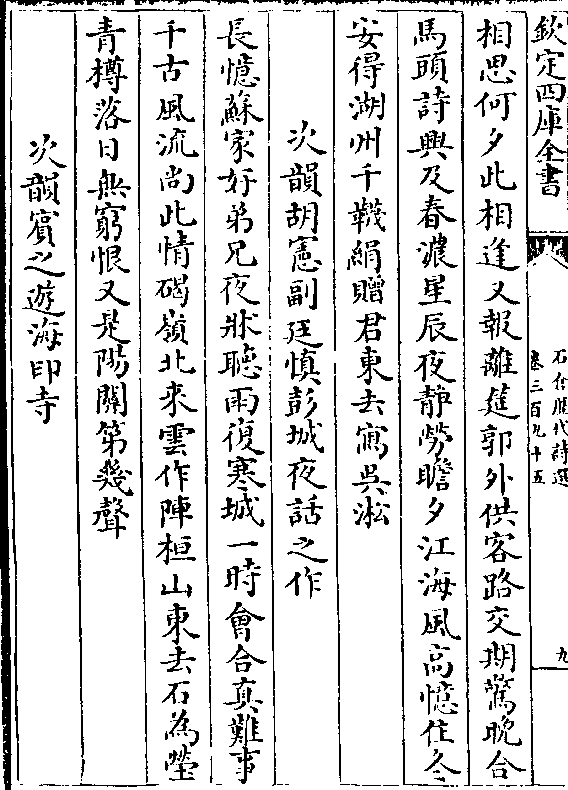 欽定四庫全書
石倉歷代詩選
卷三百九十五
九
相思何夕此相逢又報離筵郭外供客路交期驚晚合
馬頭詩興及春濃星辰夜靜勞瞻夕江海風高憶住冬
安得湖州千韈絹贈君東去寫吳淞
次韻胡憲副廷慎彭城夜話之作
長憶蘇家好弟兄夜牀聽雨復寒城一時會合真難事
千古風流尚此情碣嶺北來雲作陣桓山東去石為塋
青樽落日無窮恨又是陽關第幾聲
次韻賓之遊海印寺